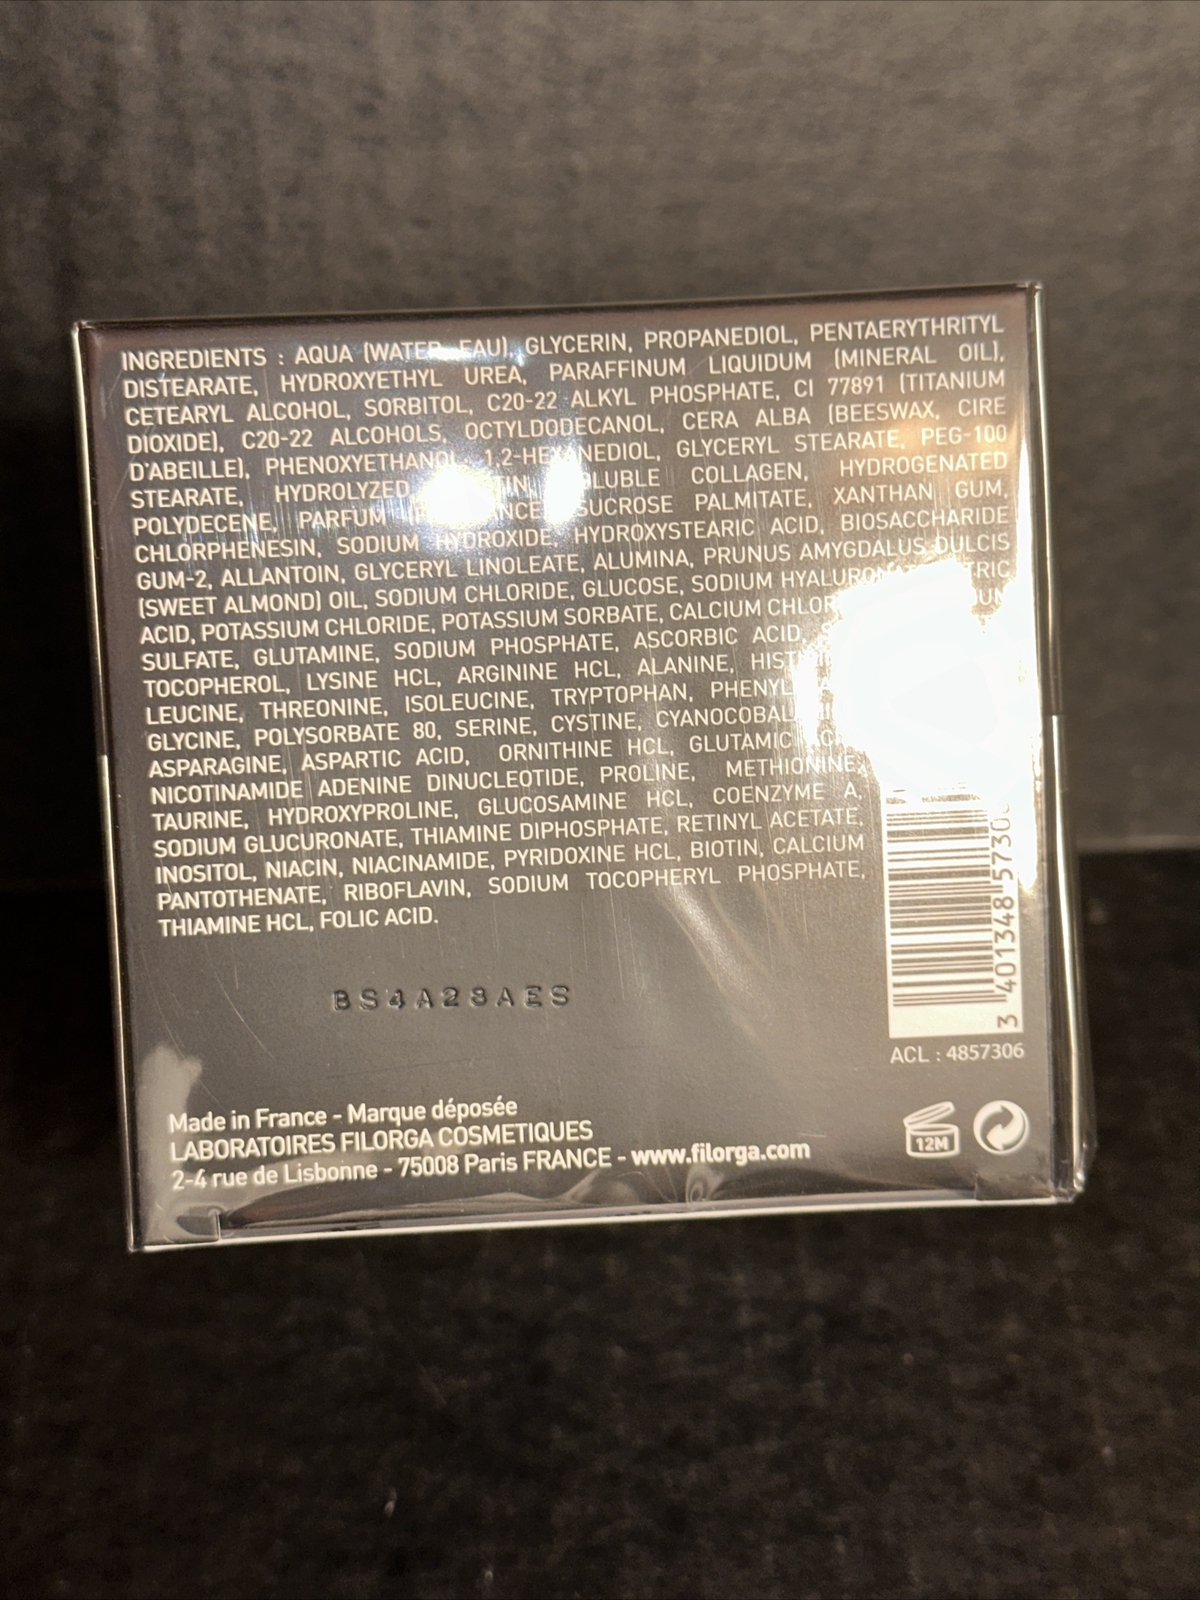 INGREDIENTS : AQUA (WATER, EAU), GLYCERIN, PROPANEDIOL, PENTAERYTHRITYL
DISTEARATE, HYDROXYETHYL UREA, PARAFFINUM LIQUIDUM (MINERAL OIL),
CETEARYL ALCOHOL, SORBITOL, C20-22 ALKYL PHOSPHATE, CI 77891 (TITANIUM
DIOXIDE), C20-22 ALCOHOLS, OCTYLDODECANOL, CERA ALBA (BEESWAX, CIRE
D'ABEILLE), PHENOXYETHANOL, 1,2-HEXANEDIOL, GLYCERYL STEARATE, PEG-100
STEARATE, HYDROLYZED COLLAGEN, HYDROGENATED
POLYDECENE, PARFUM SUCROSE PALMITATE, XANTHAN GUM,
CHLORPHENESIN, SODIUM HYDROXIDE, HYDROXYSTEARIC ACID, BIOSACCHARIDE
GUM-2, ALLANTOIN, GLYCERYL LINOLEATE, ALUMINA, PRUNUS AMYGDALUS DULCIS
(SWEET ALMOND) OIL, SODIUM CHLORIDE, GLUCOSE, SODIUM
ACID, POTASSIUM CHLORIDE, POTASSIUM SORBATE, CALCIUM
SULFATE, GLUTAMINE, SODIUM PHOSPHATE, ASCORBIC ACID,
TOCOPHEROL, LYSINE HCL, ARGININE HCL, ALANINE,
LEUCINE, THREONINE, ISOLEUCINE, TRYPTOPHAN,
GLYCINE, POLYSORBATE 80, SERINE, CYSTINE,
ASPARAGINE, ASPARTIC ACID, ORNITHINE HCL, GLUTAMIC
NICOTINAMIDE ADENINE DINUCLEOTIDE, PROLINE, METHIONINE,
TAURINE, HYDROXYPROLINE, GLUCOSAMINE HCL, COENZYME A,
SODIUM GLUCURONATE, THIAMINE DIPHOSPHATE, RETINYL ACETATE,
INOSITOL, NIACIN, NIACINAMIDE, PYRIDOXINE HCL, BIOTIN, CALCIUM
PANTOTHENATE, RIBOFLAVIN, SODIUM TOCOPHERYL PHOSPHATE,
THIAMINE HCL, FOLIC ACID.
BS4A28AES
ACL : 4857306
12M
Made in France - Marque déposée
LABORATOIRES FILORGA COSMETIQUES
2-4 rue de Lisbonne - 75008 Paris FRANCE - www.filorga.com